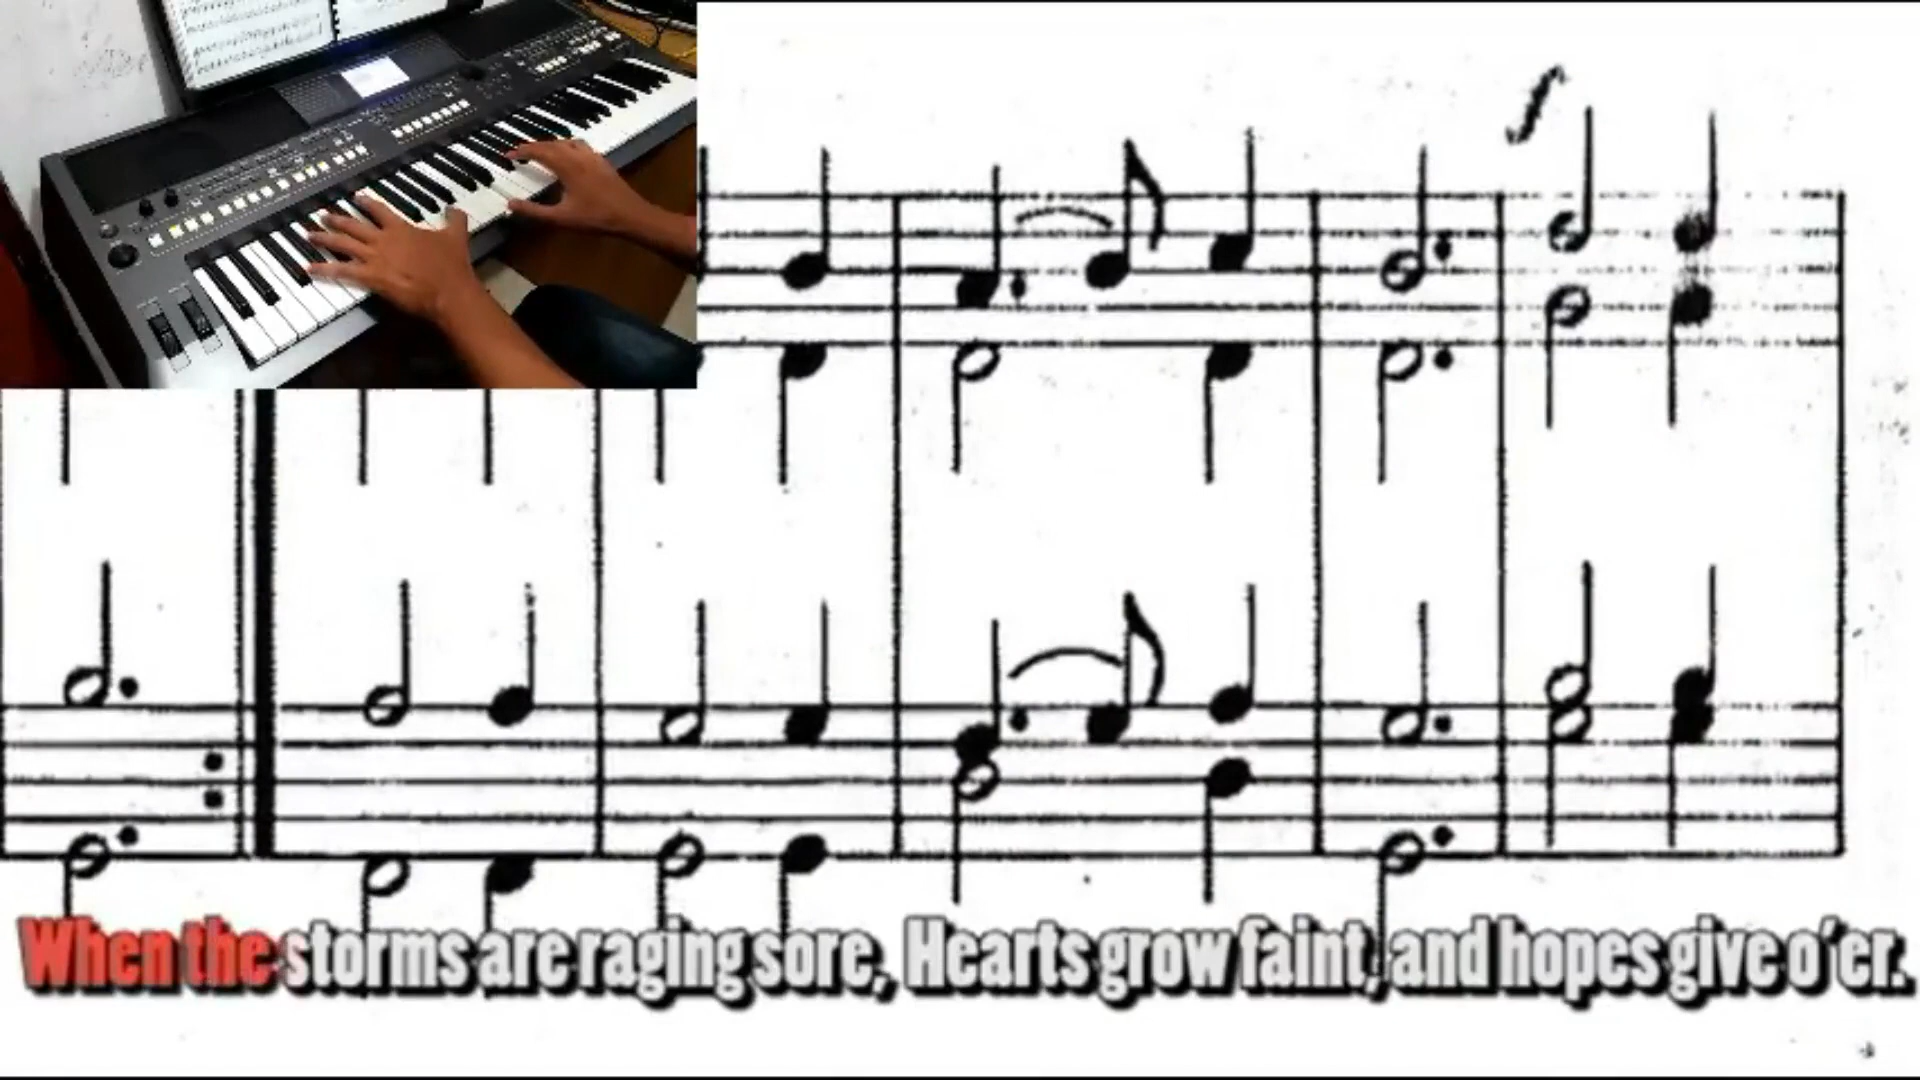 When the storms are raging sore, Hearts grow faint, and hopes give o'er.